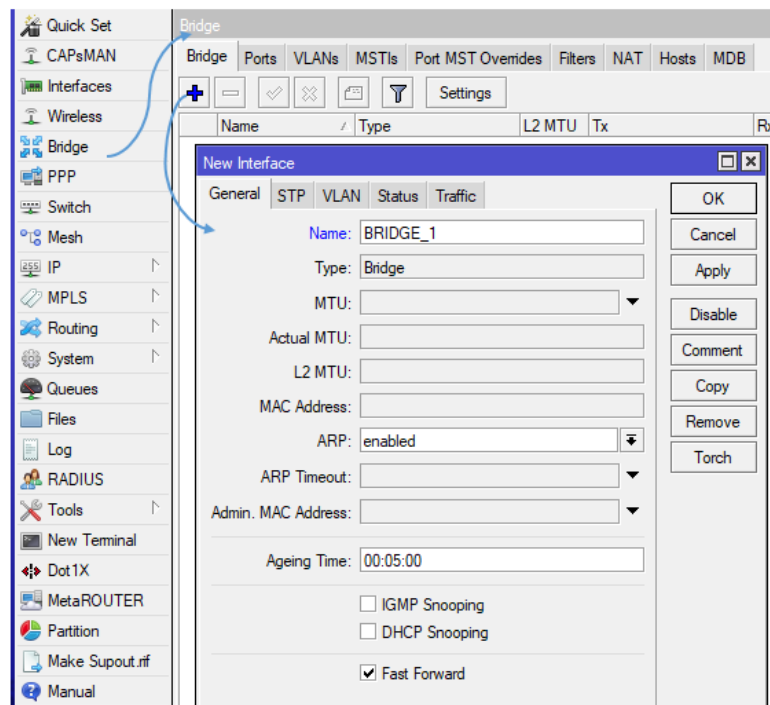 Quick Set
CAPsMAN
Interfaces
Wireless
Bridge
PPP
Switch
Mesh
IP
MPLS
Routing
System
Queues
Files
Log
RADIUS
Tools
New Terminal
Dot1X
MetaROUTER
Partition
Make Supout.rif
Manual
Bridge
Bridge Ports VLANs MSTIs Port MST Overrides Filters NAT Hosts MDB
Settings
Name Type L2 MTU Tx
New Interface
General STP VLAN Status Traffic
Name: BRIDGE_1
Type: Bridge
MTU:
Actual MTU:
L2 MTU:
MAC Address:
ARP: enabled
ARP Timeout:
Admin. MAC Address:
Ageing Time: 00:05:00
IGMP Snooping
DHCP Snooping
Fast Forward
OK
Cancel
Apply
Disable
Comment
Copy
Remove
Torch